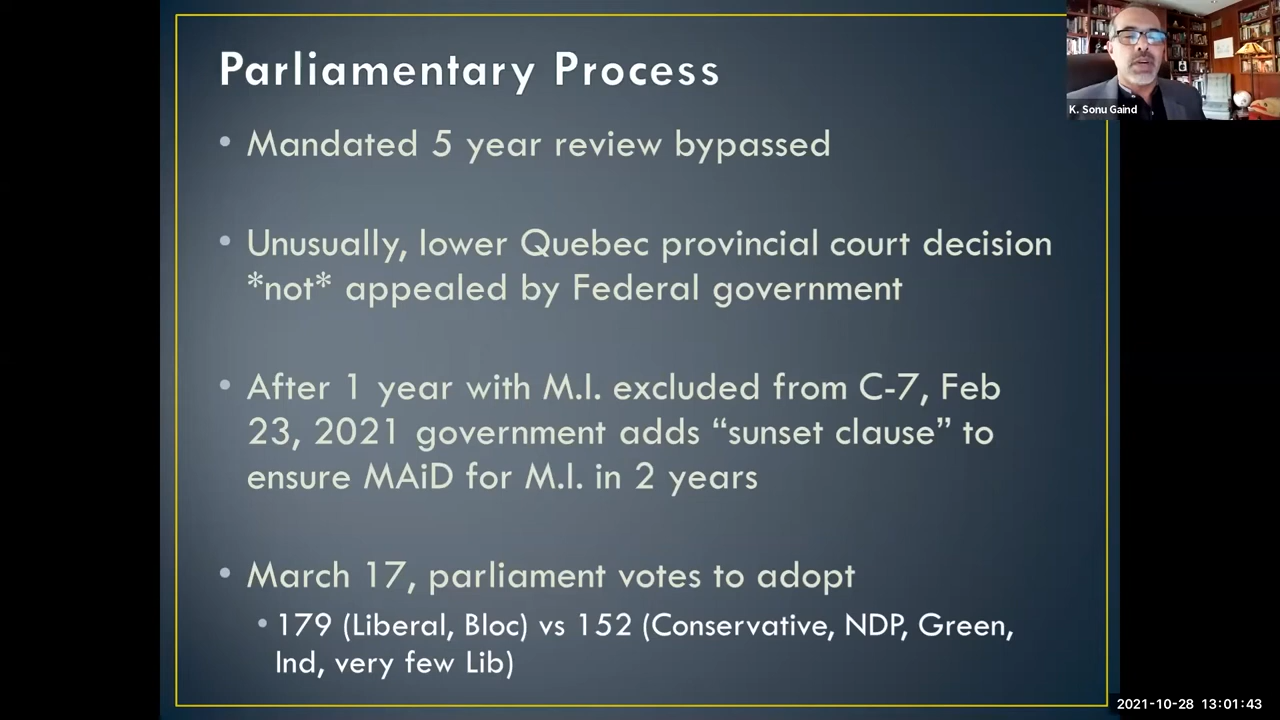 Parliamentary Process
K. Sonu Gaind
• Mandated 5 year review bypassed
• Unusually, lower Quebec provincial court decision
*not* appealed by Federal government
• After 1 year with M.I. excluded from C-7, Feb
23, 2021 government adds “sunset clause” to
ensure MAiD for M.I. in 2 years
• March 17, parliament votes to adopt
• 179 (Liberal, Bloc) vs 152 (Conservative, NDP, Green,
Ind, very few Lib)
2021-10-28 13:01:43